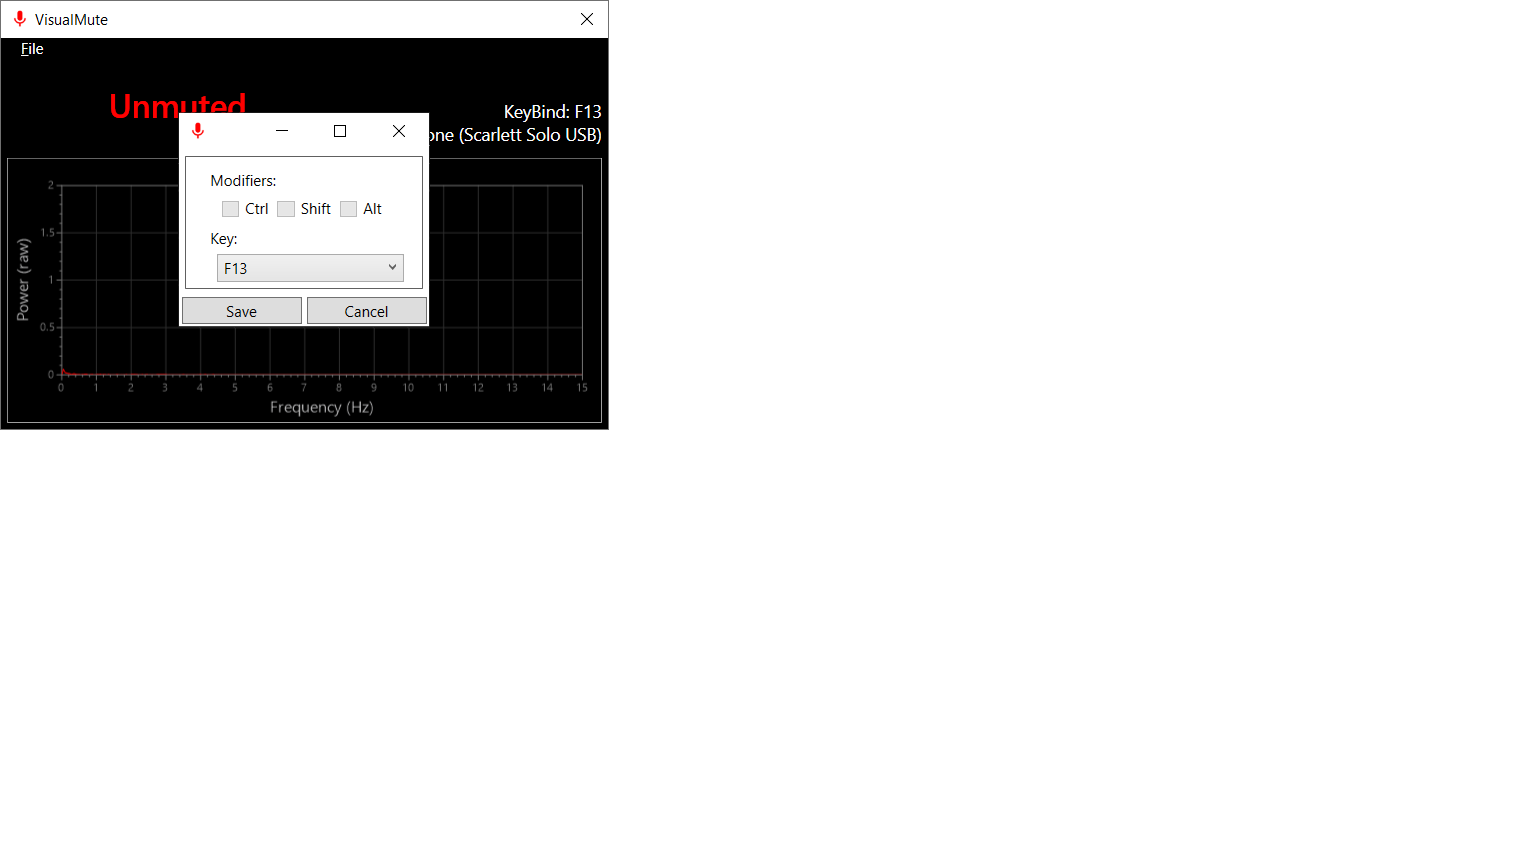 VisualMute
File
Unmuted
KeyBind: F13
one (Scarlett Solo USB)
Modifiers:
Ctrl Shift Alt
Key:
F13
Save Cancel
Power (raw)
2
1.5
1
0.5
0
0 1 2 3 4 5 6 7 8 9 10 11 12 13 14 15
Frequency (Hz)